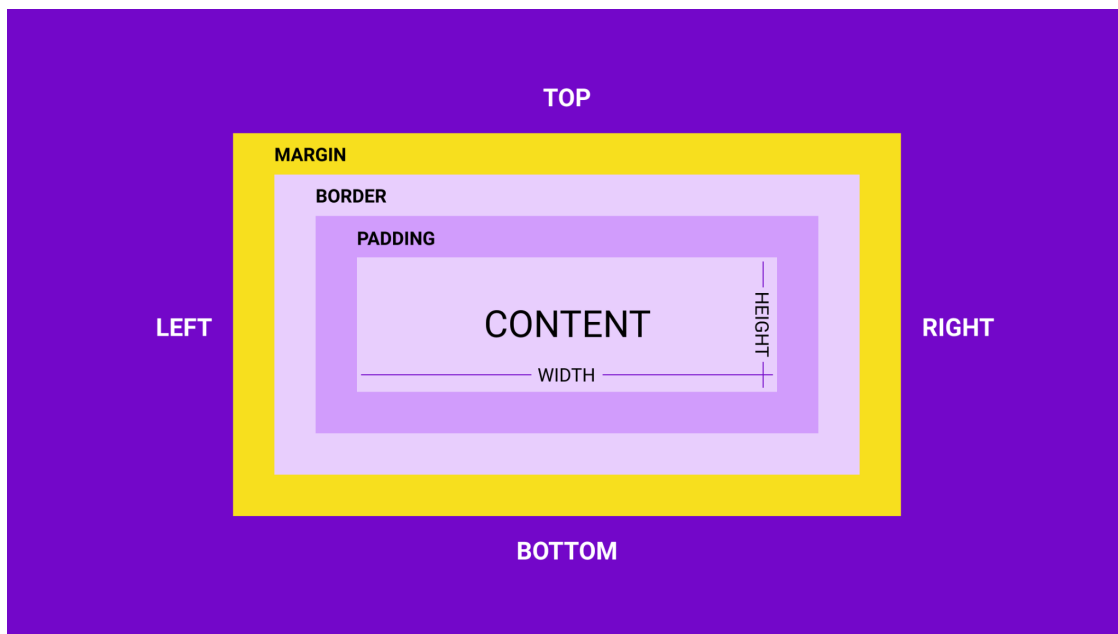 TOP
MARGIN
BORDER
PADDING
HEIGHT
LEFT
CONTENT
RIGHT
WIDTH
BOTTOM